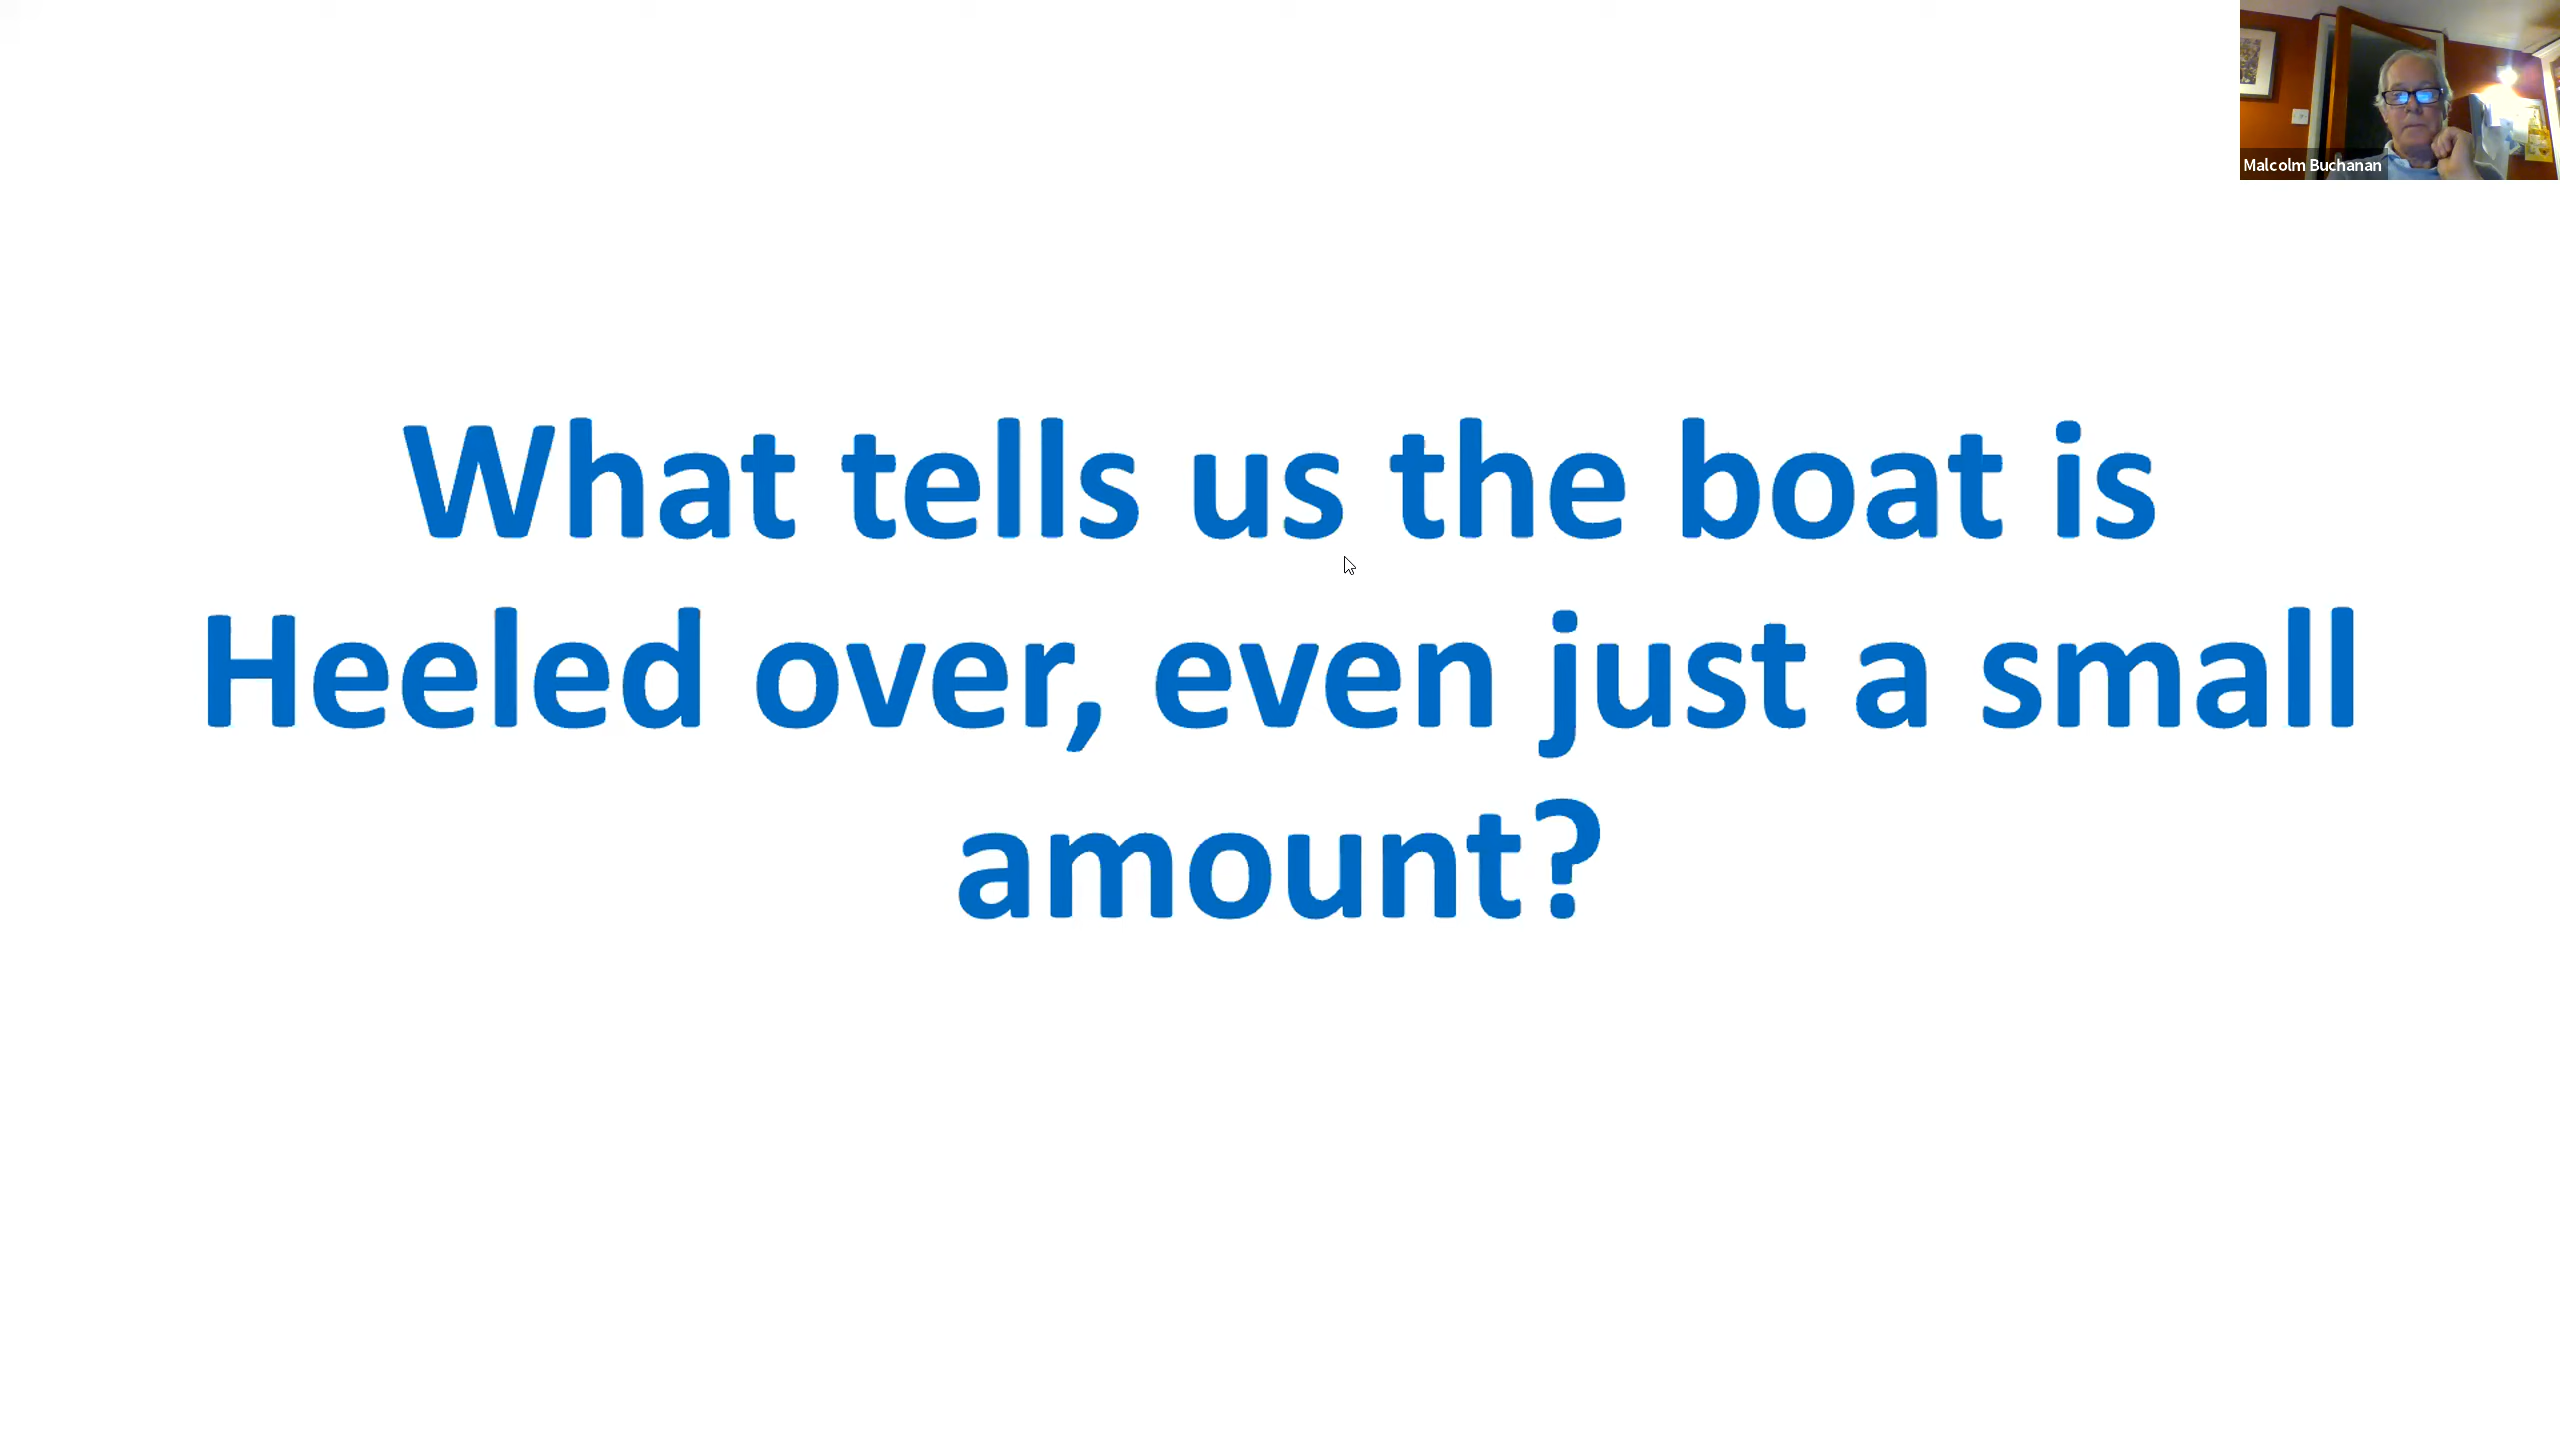 Malcolm Buchanan
What tells us the boat is
Heeled over, even just a small
amount?